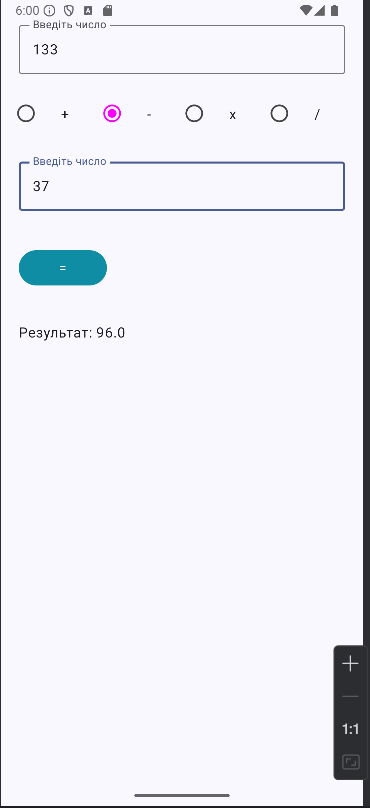 6:00
Введіть число
133
+ - x /
Введіть число
37
=
Результат: 96.0
1:1